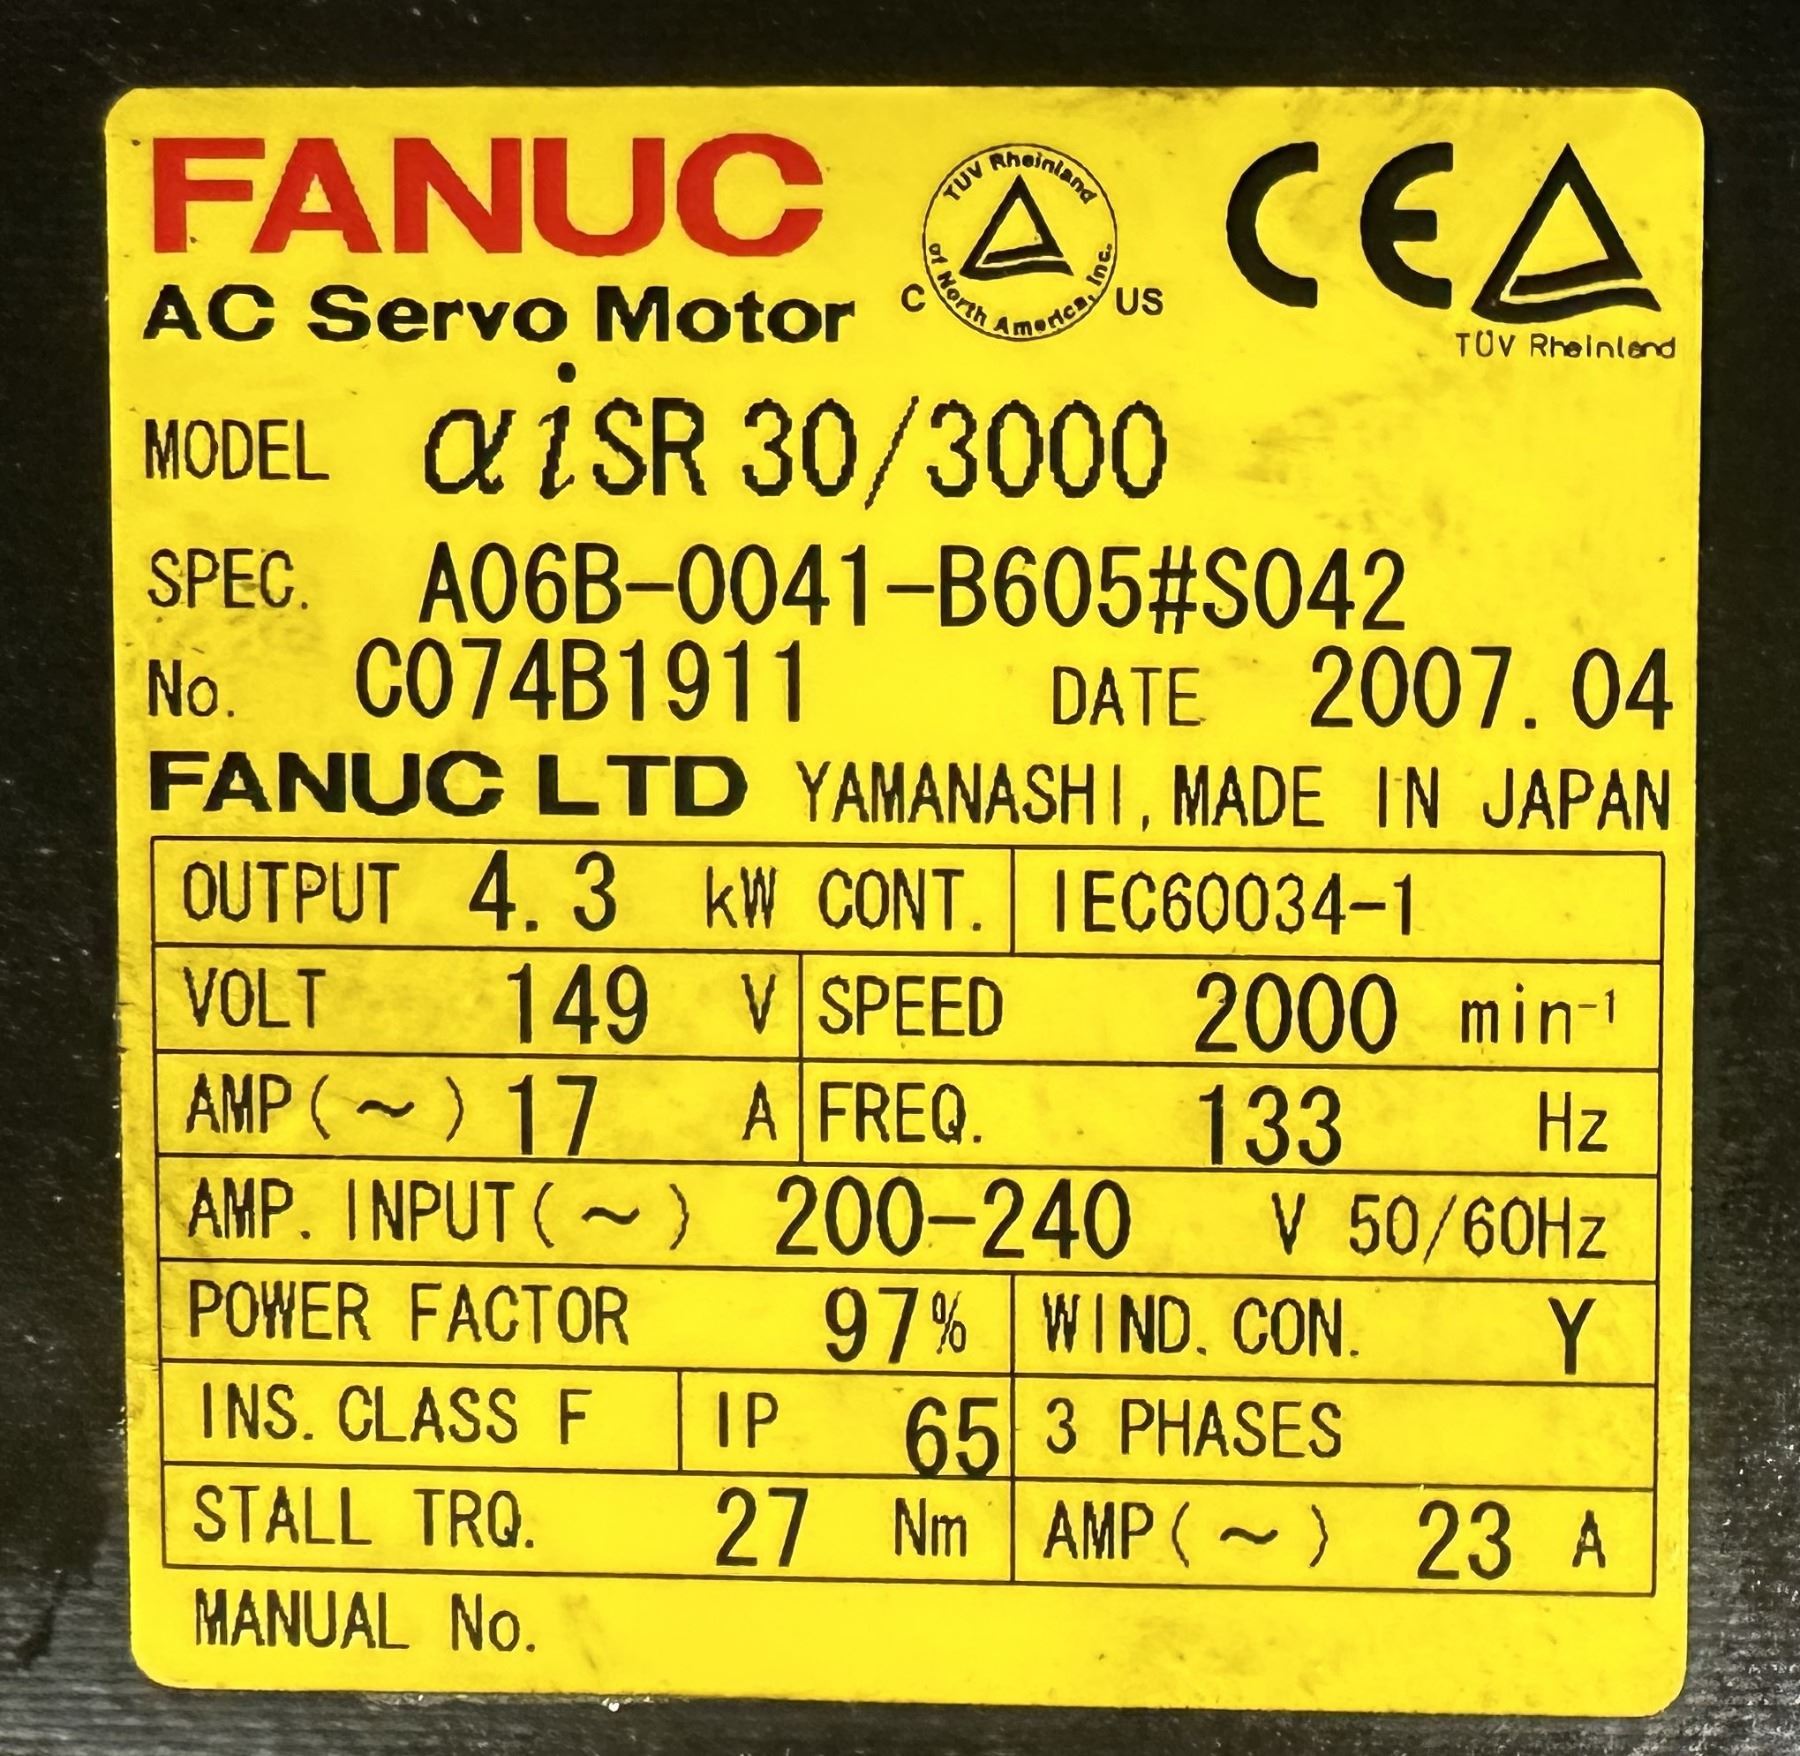 FANUC
TUV Rheinland
of North America, Inc.
C US
CE
TÜV Rheinland
AC Servo Motor
MODEL αiSR 30/3000
SPEC. A06B-0041-B605#S042
No. C074B1911 DATE 2007.04
FANUC LTD YAMANASHI, MADE IN JAPAN
OUTPUT 4.3 kW CONT. IEC60034-1
VOLT 149 V SPEED 2000 min⁻¹
AMP(~) 17 A FREQ. 133 Hz
AMP. INPUT(~) 200-240 V 50/60Hz
POWER FACTOR 97% WIND. CON. Y
INS. CLASS F IP 65 3 PHASES
STALL TRQ. 27 Nm AMP(~) 23 A
MANUAL No.